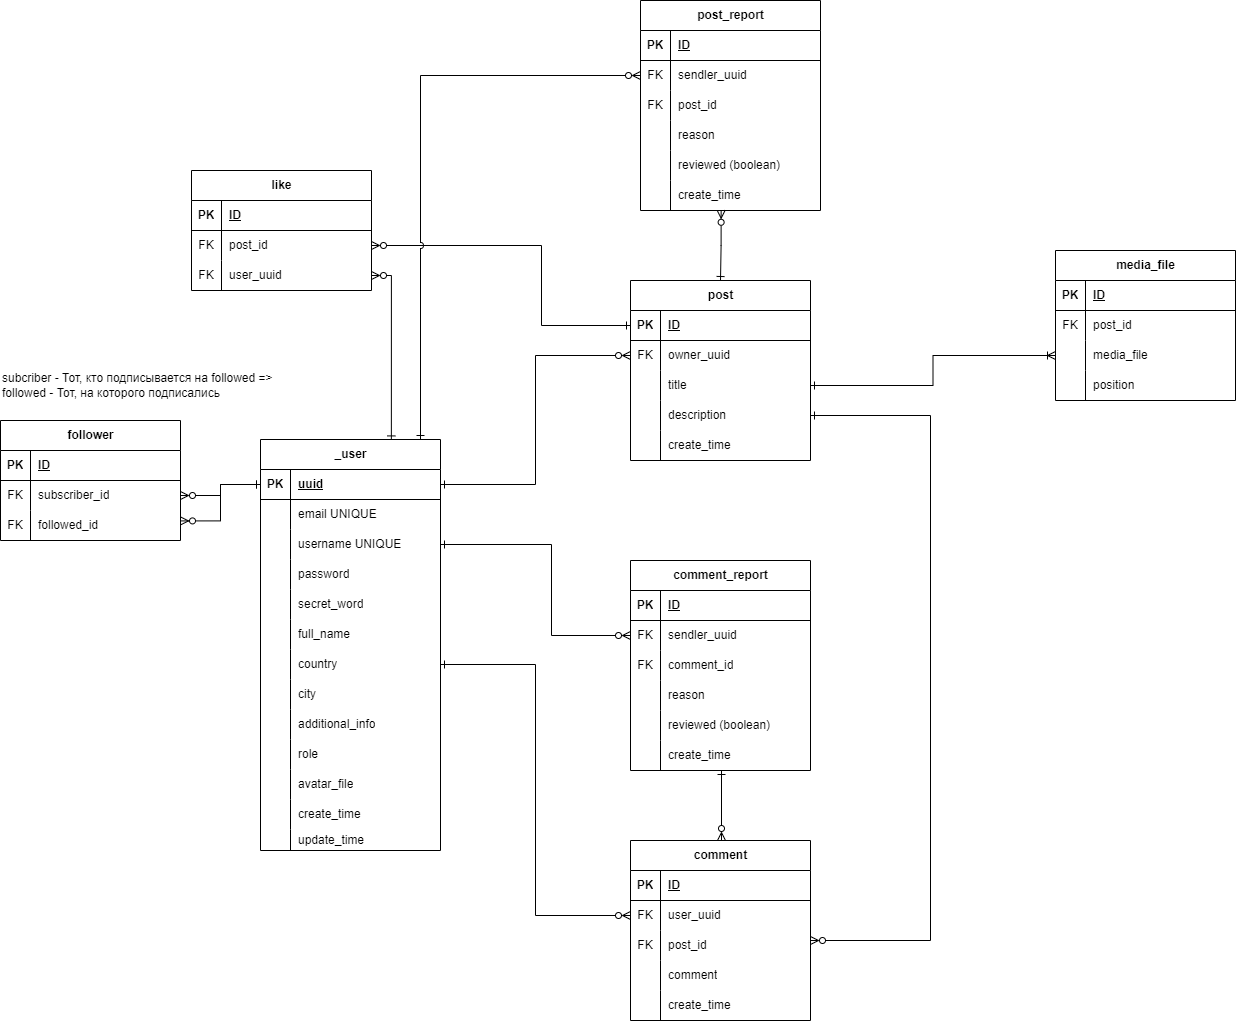 post_report
PK ID
FK sendler_uuid
FK post_id
reason
reviewed (boolean)
create_time
like
PK ID
FK post_id
FK user_uuid
media_file
PK ID
FK post_id
media_file
position
post
PK ID
FK owner_uuid
title
description
create_time
subcriber - Тот, кто подписывается на followed =>
followed - Тот, на которого подписались
follower
PK ID
FK subscriber_id
FK followed_id
_user
PK uuid
email UNIQUE
username UNIQUE
password
secret_word
full_name
country
city
additional_info
role
avatar_file
create_time
update_time
comment_report
PK ID
FK sendler_uuid
FK comment_id
reason
reviewed (boolean)
create_time
comment
PK ID
FK user_uuid
FK post_id
comment
create_time